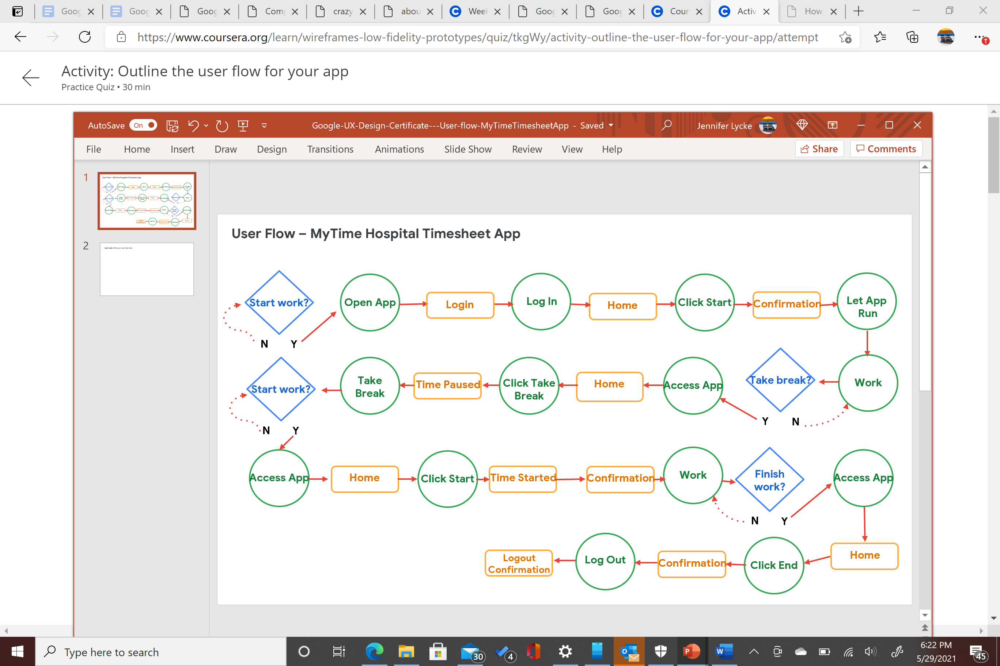 Goog
Goog
Goog
Com
crazy
abou
Week
Goog
Goog
Cour
Activ
How_
https://www.coursera.org/learn/wireframes-low-fidelity-prototypes/quiz/tkgWy/activity-outline-the-user-flow-for-your-app/attempt
Activity: Outline the user flow for your app
Practice Quiz • 30 min
AutoSave On
Google-UX-Design-Certificate---User-flow-MyTimeTimesheetApp - Saved
Jennifer Lycke
File Home Insert Draw Design Transitions Animations Slide Show Review View Help
Share Comments
1
2
User Flow – MyTime Hospital Timesheet App
Start work?
Open App
Login
Log In
Home
Click Start
Confirmation
Let App
Run
N Y
Start work?
Take
Break
Time Paused
Click Take
Break
Home
Access App
Take break?
Work
Y N
N Y
Access App
Home
Click Start
Time Started
Confirmation
Work
Finish
work?
Access App
N Y
Logout
Confirmation
Log Out
Confirmation
Click End
Home
Type here to search
30
4
45
6:22 PM
5/29/2021